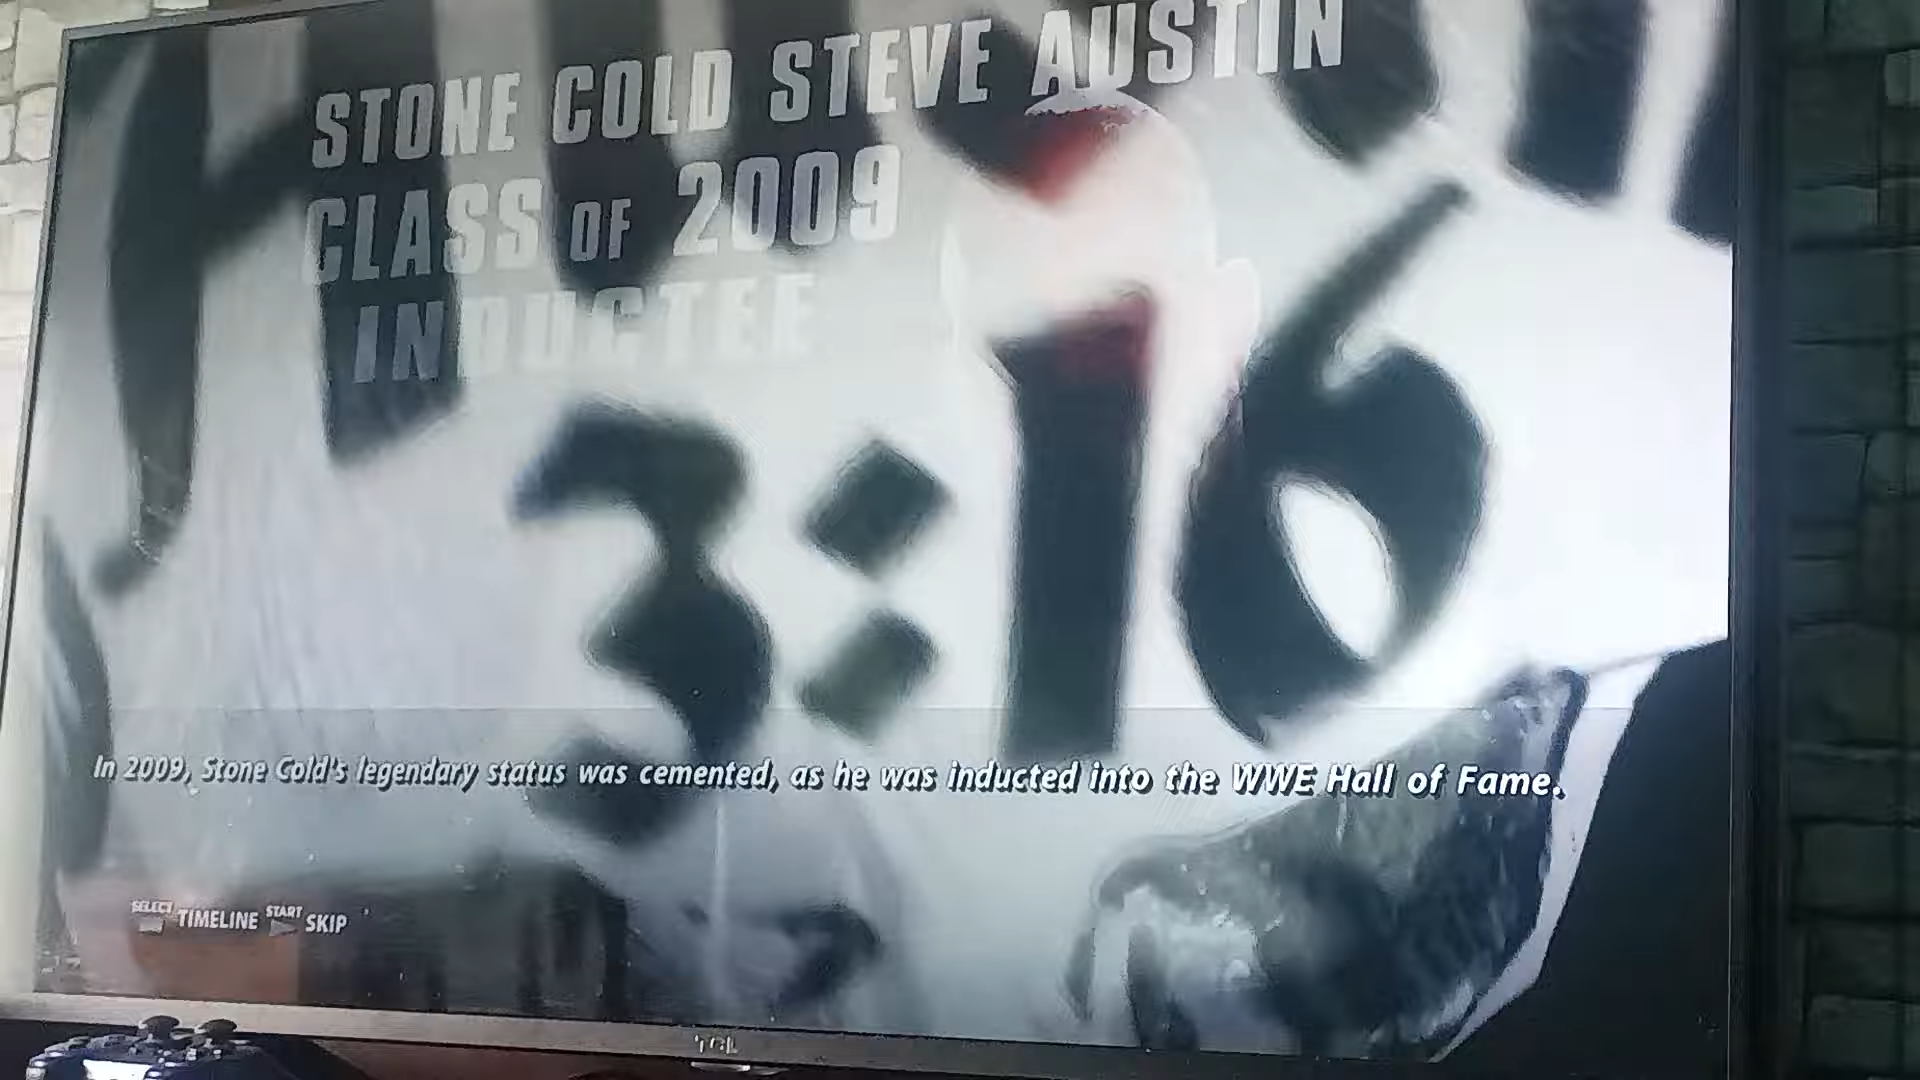 STONE COLD STEVE AUSTIN
CLASS OF 2009
INDUCTEE
3:16
In 2009, Stone Cold's legendary status was cemented, as he was inducted into the WWE Hall of Fame.
SELECT TIMELINE START SKIP
TCL